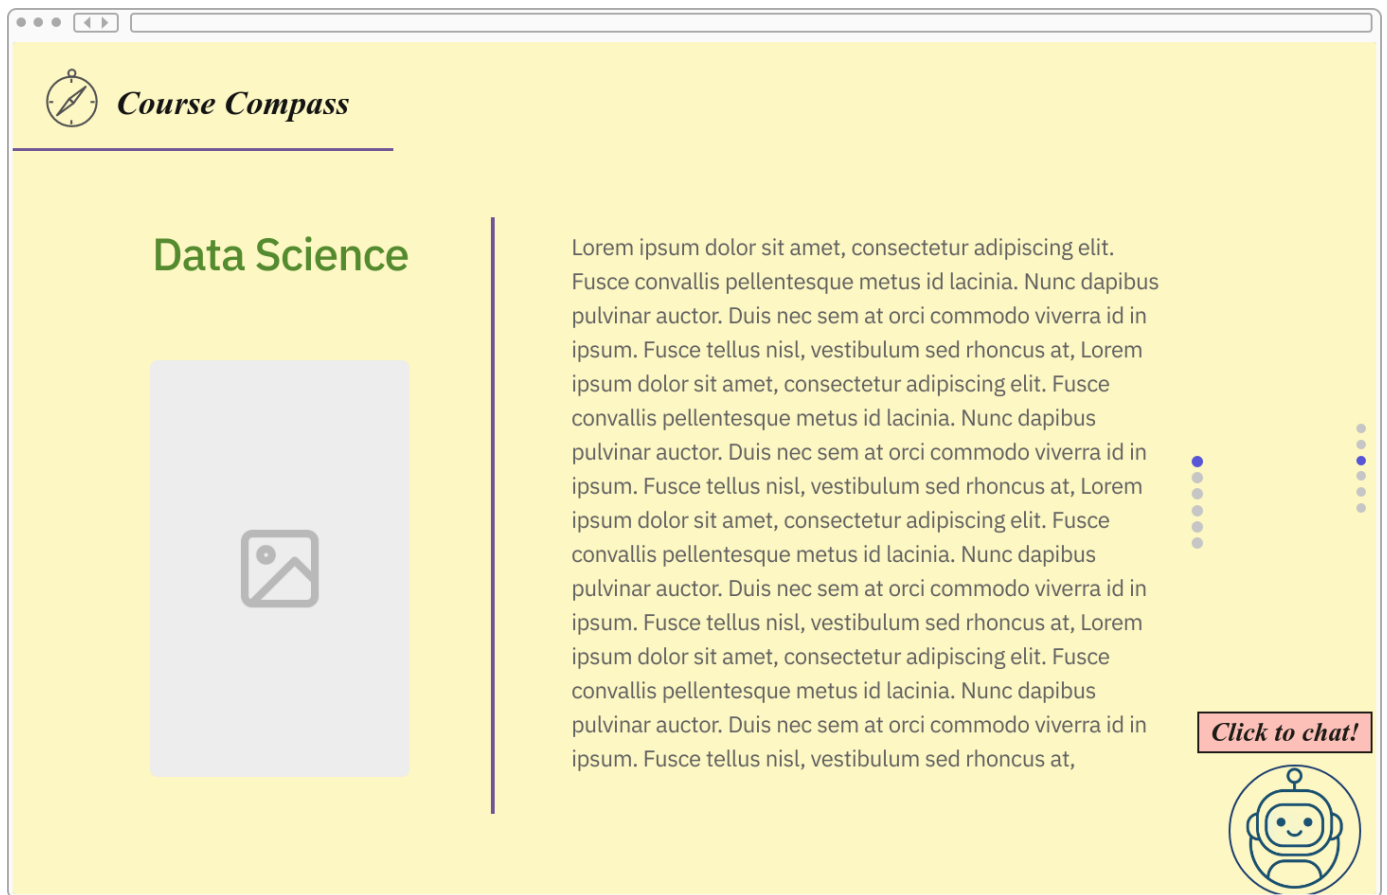 Course Compass
Data Science
Lorem ipsum dolor sit amet, consectetur adipiscing elit.
Fusce convallis pellentesque metus id lacinia. Nunc dapibus
pulvinar auctor. Duis nec sem at orci commodo viverra id in
ipsum. Fusce tellus nisl, vestibulum sed rhoncus at, Lorem
ipsum dolor sit amet, consectetur adipiscing elit. Fusce
convallis pellentesque metus id lacinia. Nunc dapibus
pulvinar auctor. Duis nec sem at orci commodo viverra id in
ipsum. Fusce tellus nisl, vestibulum sed rhoncus at, Lorem
ipsum dolor sit amet, consectetur adipiscing elit. Fusce
convallis pellentesque metus id lacinia. Nunc dapibus
pulvinar auctor. Duis nec sem at orci commodo viverra id in
ipsum. Fusce tellus nisl, vestibulum sed rhoncus at, Lorem
ipsum dolor sit amet, consectetur adipiscing elit. Fusce
convallis pellentesque metus id lacinia. Nunc dapibus
pulvinar auctor. Duis nec sem at orci commodo viverra id in
ipsum. Fusce tellus nisl, vestibulum sed rhoncus at,
Click to chat!